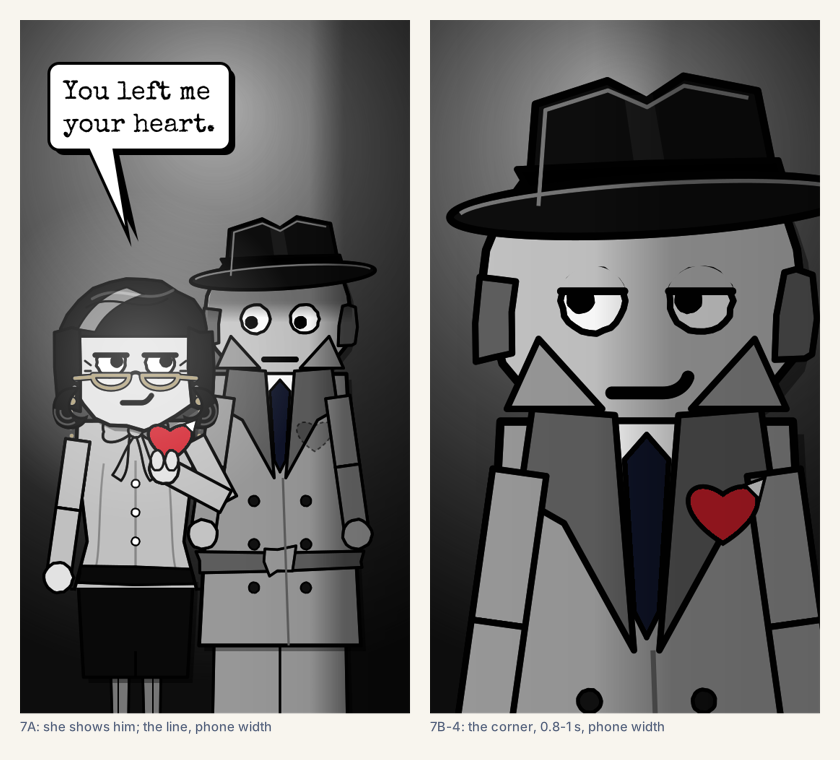 You left me
your heart.
7A: she shows him; the line, phone width
7B-4: the corner, 0.8-1 s, phone width